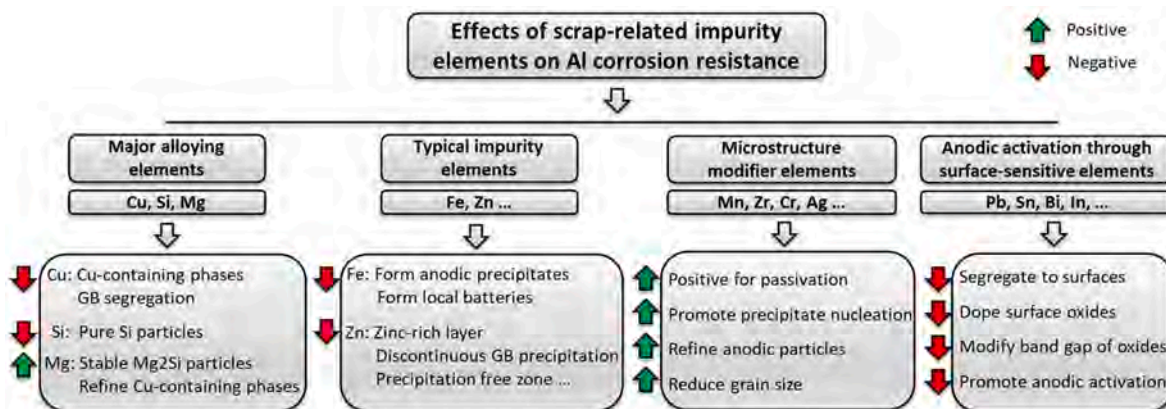 Effects of scrap-related impurity
elements on Al corrosion resistance
Positive
Negative
Major alloying
elements
Cu, Si, Mg
Cu: Cu-containing phases
GB segregation
Si: Pure Si particles
Mg: Stable Mg2Si particles
Refine Cu-containing phases
Typical impurity
elements
Fe, Zn ...
Fe: Form anodic precipitates
Form local batteries
Zn: Zinc-rich layer
Discontinuous GB precipitation
Precipitation free zone ...
Microstructure
modifier elements
Mn, Zr, Cr, Ag ...
Positive for passivation
Promote precipitate nucleation
Refine anodic particles
Reduce grain size
Anodic activation through
surface-sensitive elements
Pb, Sn, Bi, In, ...
Segregate to surfaces
Dope surface oxides
Modify band gap of oxides
Promote anodic activation